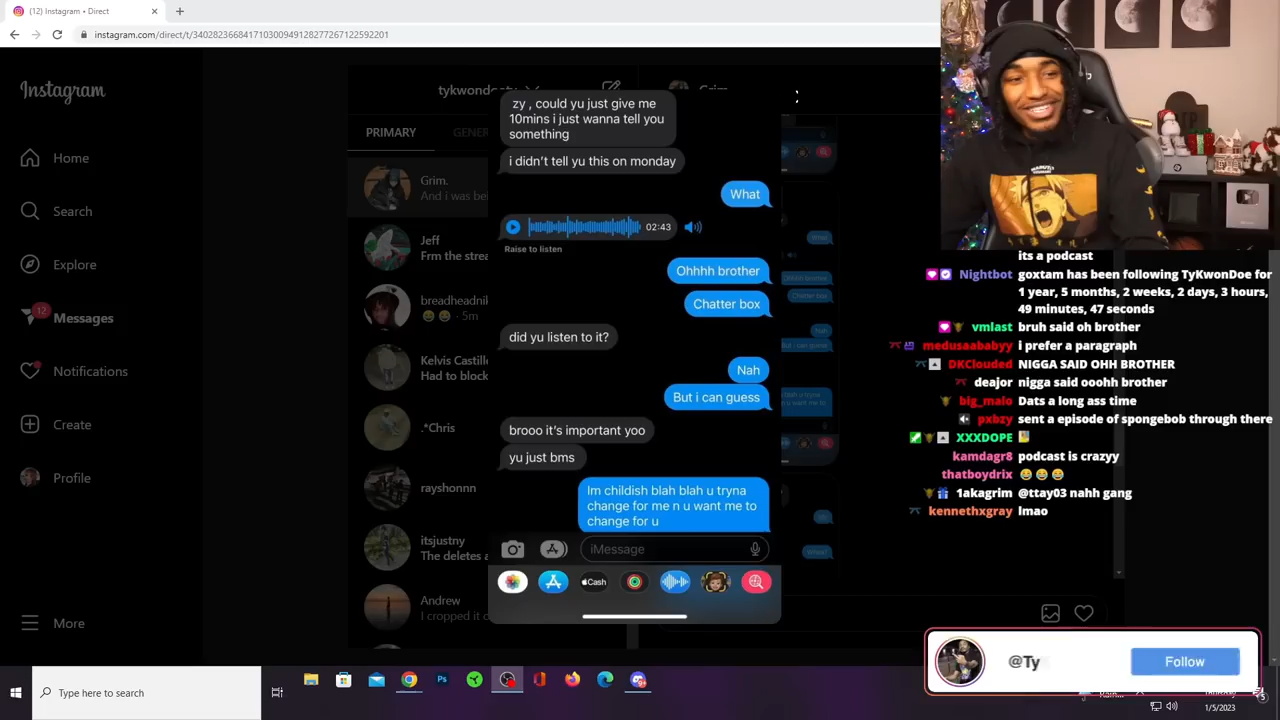 (12) Instagram • Direct
instagram.com/direct/t/340282366841710300949128277267122592201
Instagram
Home
Search
Explore
12
Messages
Notifications
Create
Profile
More
PRIMARY
Grim.
And i was be
Jeff
Frm the strea
breadheadnik
😂 😂 · 5m
Kelvis Castille
Had to block
.*Chris
rayshonnn
itsjustny
The deletes a
Andrew
I cropped it o
zy , could yu just give me
10mins i just wanna tell you
something
i didn't tell yu this on monday
What
02:43
Raise to listen
Ohhhh brother
Chatter box
did yu listen to it?
Nah
But i can guess
brooo it's important yoo
yu just bms
Im childish blah blah u tryna
change for me n u want me to
change for u
iMessage
Cash
NARUTO
its a podcast
Nightbot goxtam has been following TyKwonDoe for
1 year, 5 months, 2 weeks, 2 days, 3 hours,
49 minutes, 47 seconds
vmlast bruh said oh brother
medusaababyy i prefer a paragraph
DKClouded NIGGA SAID OHH BROTHER
deajor nigga said ooohh brother
big_malo Dats a long ass time
pxbzy sent a episode of spongebob through there
XXXDOPE
kamdagr8 podcast is crazyy
thatboydrix 😂 😂 😂
1akagrim @ttay03 nahh gang
kennethxgray lmao
@Ty
Follow
Type here to search
1/5/2023
5